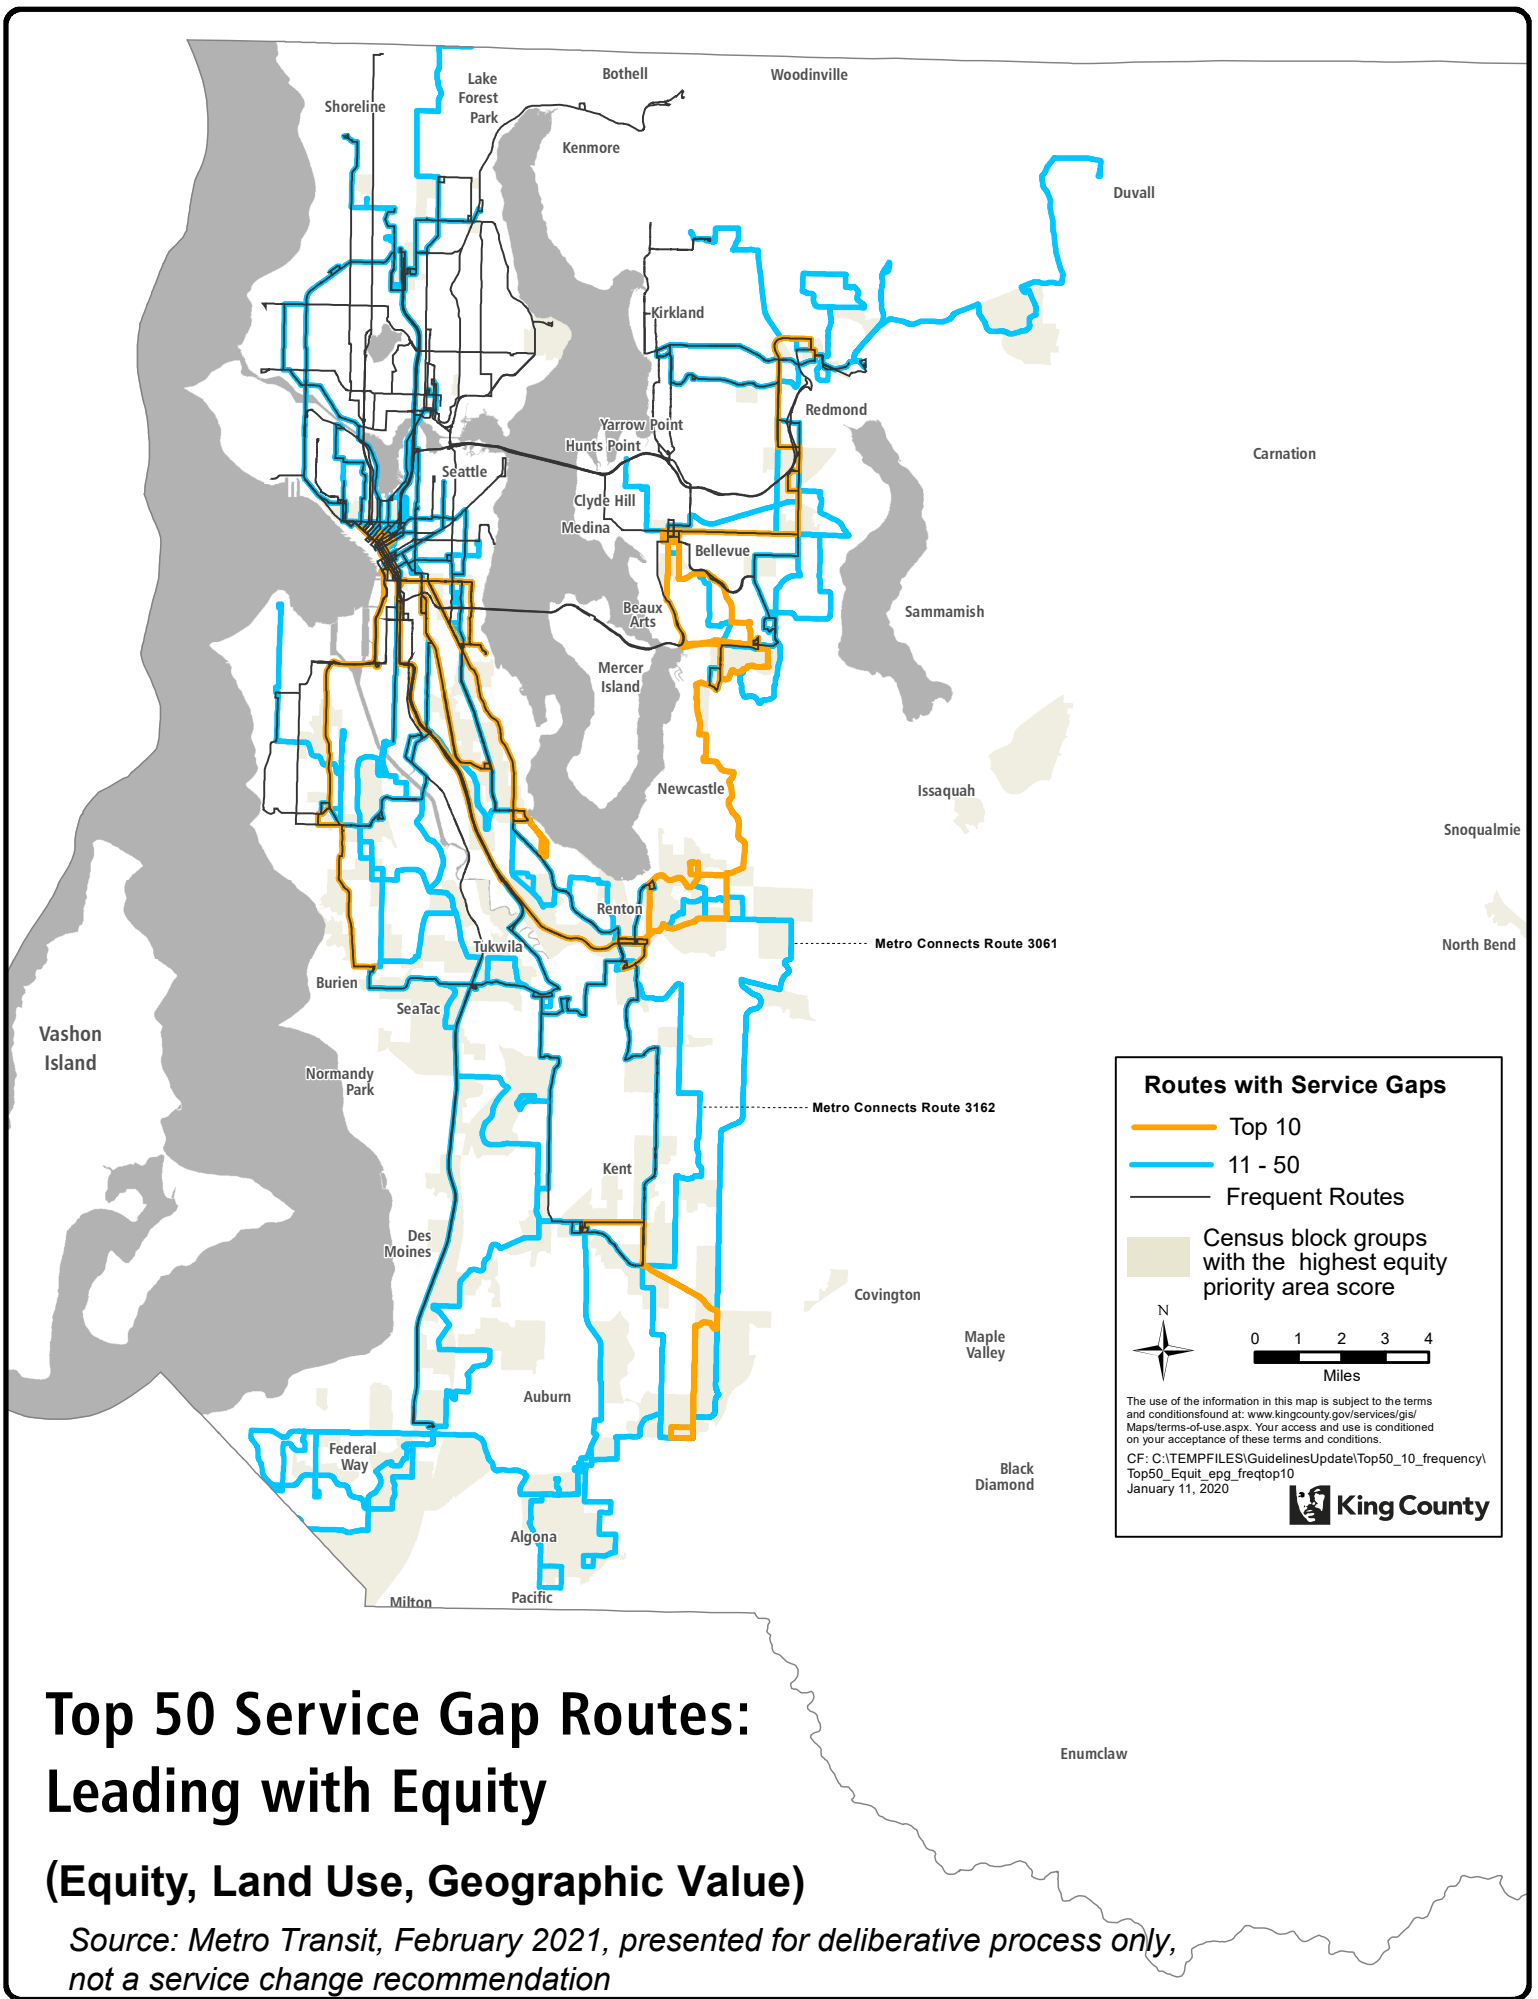 Bothell
Woodinville
Lake
Forest
Park
Shoreline
Kenmore
Duvall
Kirkland
Redmond
Yarrow Point
Hunts Point
Carnation
Seattle
Clyde Hill
Medina
Bellevue
Beaux
Arts
Sammamish
Mercer
Island
Newcastle
Issaquah
Snoqualmie
Renton
Tukwila
Metro Connects Route 3061
North Bend
Burien
SeaTac
Vashon
Island
Normandy
Park
Metro Connects Route 3162
Kent
Des
Moines
Covington
Maple
Valley
Auburn
Federal
Way
Black
Diamond
Algona
Milton
Pacific
Enumclaw
Routes with Service Gaps
Top 10
11 - 50
Frequent Routes
Census block groups
with the highest equity
priority area score
N
0 1 2 3 4
Miles
The use of the information in this map is subject to the terms
and conditionsfound at: www.kingcounty.gov/services/gis/
Maps/terms-of-use.aspx. Your access and use is conditioned
on your acceptance of these terms and conditions.
CF: C:\TEMPFILES\GuidelinesUpdate\Top50_10_frequency\
Top50_Equit_epg_freqtop10
January 11, 2020
King County
Top 50 Service Gap Routes:
Leading with Equity
(Equity, Land Use, Geographic Value)
Source: Metro Transit, February 2021, presented for deliberative process only,
not a service change recommendation